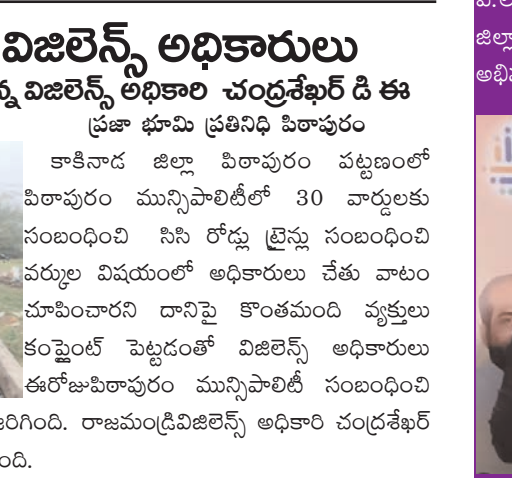 విజిలెన్స్ అధికారులు
విజిలెన్స్ అధికారి చంద్రశేఖర్ డి ఈ
ప్రజా భూమి ప్రతినిధి పిఠాపురం
కాకినాడ జిల్లా పిఠాపురం పట్టణంలో
పిఠాపురం మున్సిపాలిటీలో 30 వార్డులకు
సంబంధించి సిసి రోడ్లు ట్రైన్లు సంబంధించి
వర్కుల విషయంలో అధికారులు చేతు వాటం
చూపించారని దానిపై కొంతమంది వ్యక్తులు
కంప్లైంట్ పెట్టడంతో విజిలెన్స్ అధికారులు
ఈరోజుపిఠాపురం మున్సిపాలిటీ సంబంధించి
జరిగింది. రాజమండ్రివిజిలెన్స్ అధికారి చంద్రశేఖర్
జిల్లా